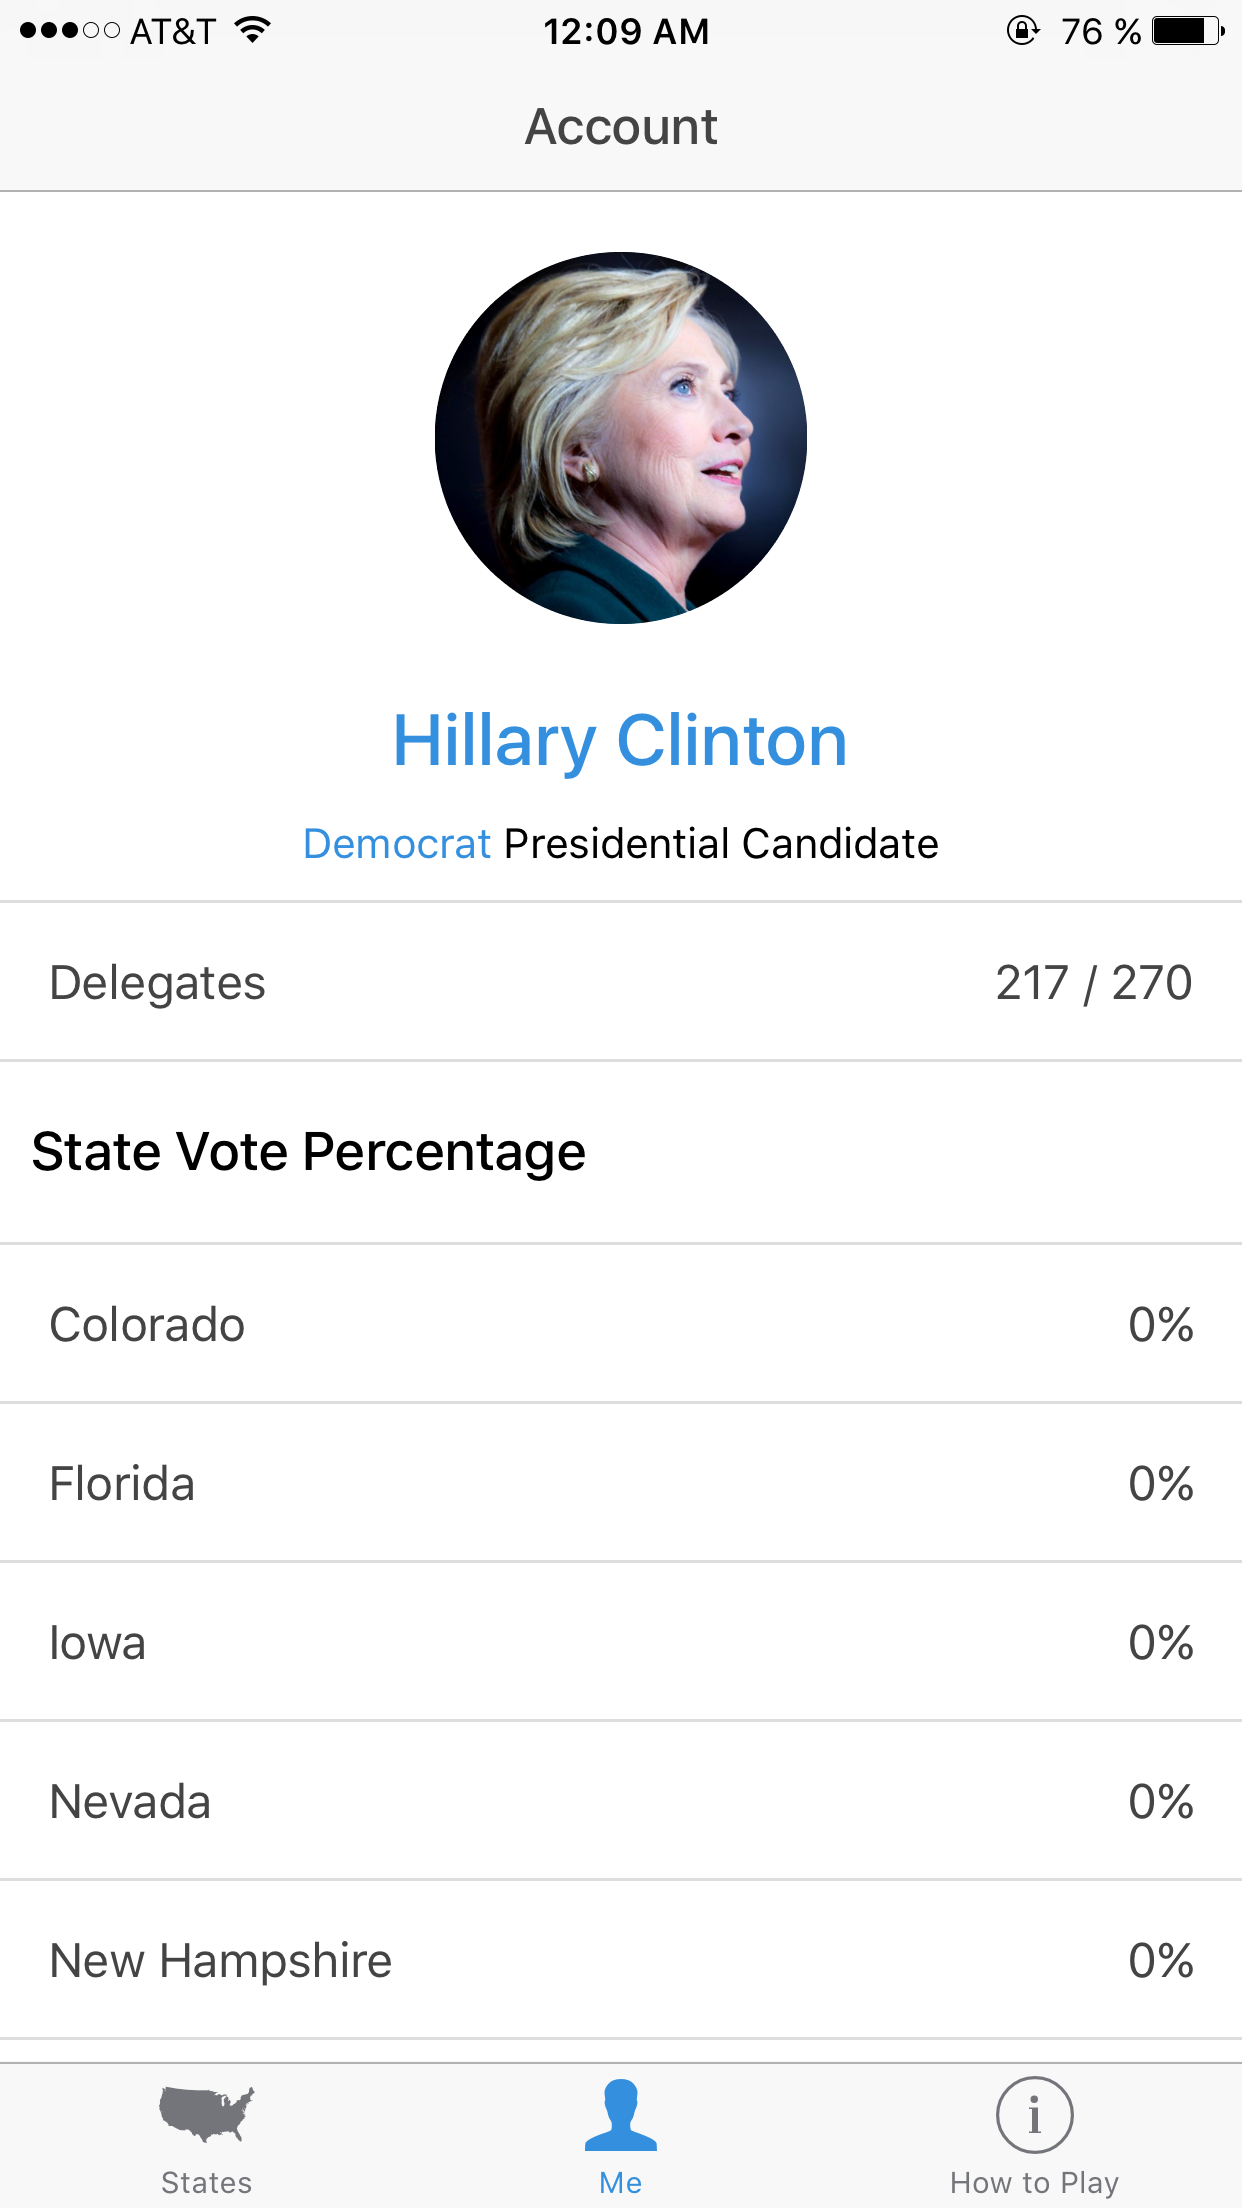 AT&T 12:09 AM 76 %
Account
Hillary Clinton
Democrat Presidential Candidate
Delegates 217 / 270
State Vote Percentage
Colorado 0%
Florida 0%
Iowa 0%
Nevada 0%
New Hampshire 0%
States Me How to Play